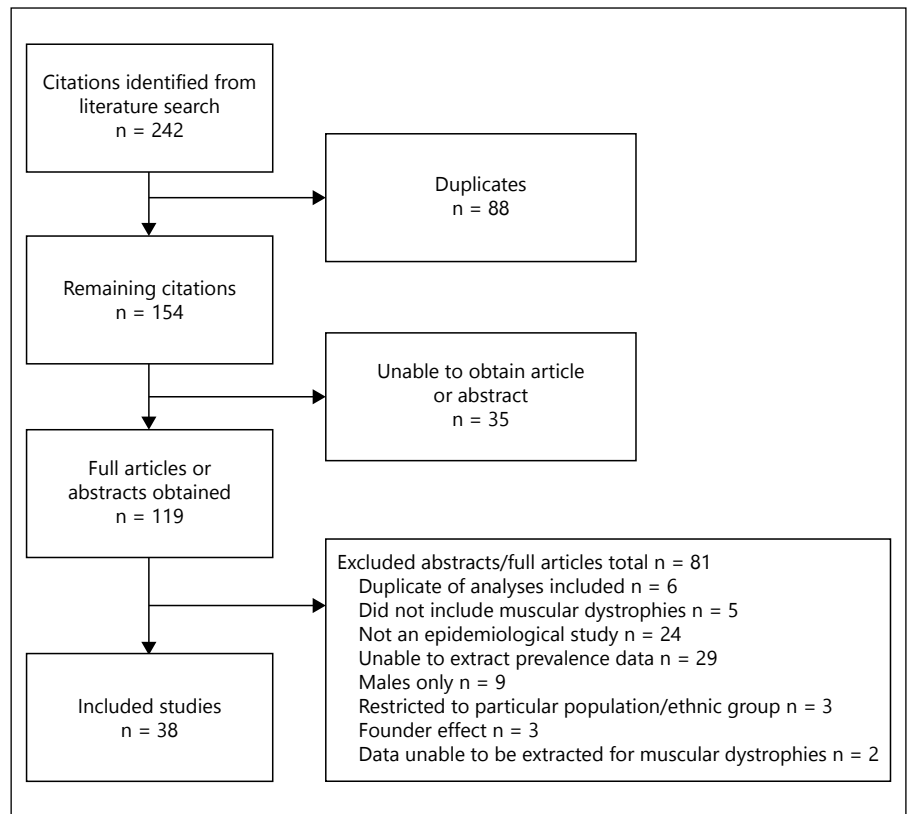 Citations identified from
literature search
n = 242
Duplicates
n = 88
Remaining citations
n = 154
Unable to obtain article
or abstract
n = 35
Full articles or
abstracts obtained
n = 119
Excluded abstracts/full articles total n = 81
Duplicate of analyses included n = 6
Did not include muscular dystrophies n = 5
Not an epidemiological study n = 24
Unable to extract prevalence data n = 29
Males only n = 9
Restricted to particular population/ethnic group n = 3
Founder effect n = 3
Data unable to be extracted for muscular dystrophies n = 2
Included studies
n = 38